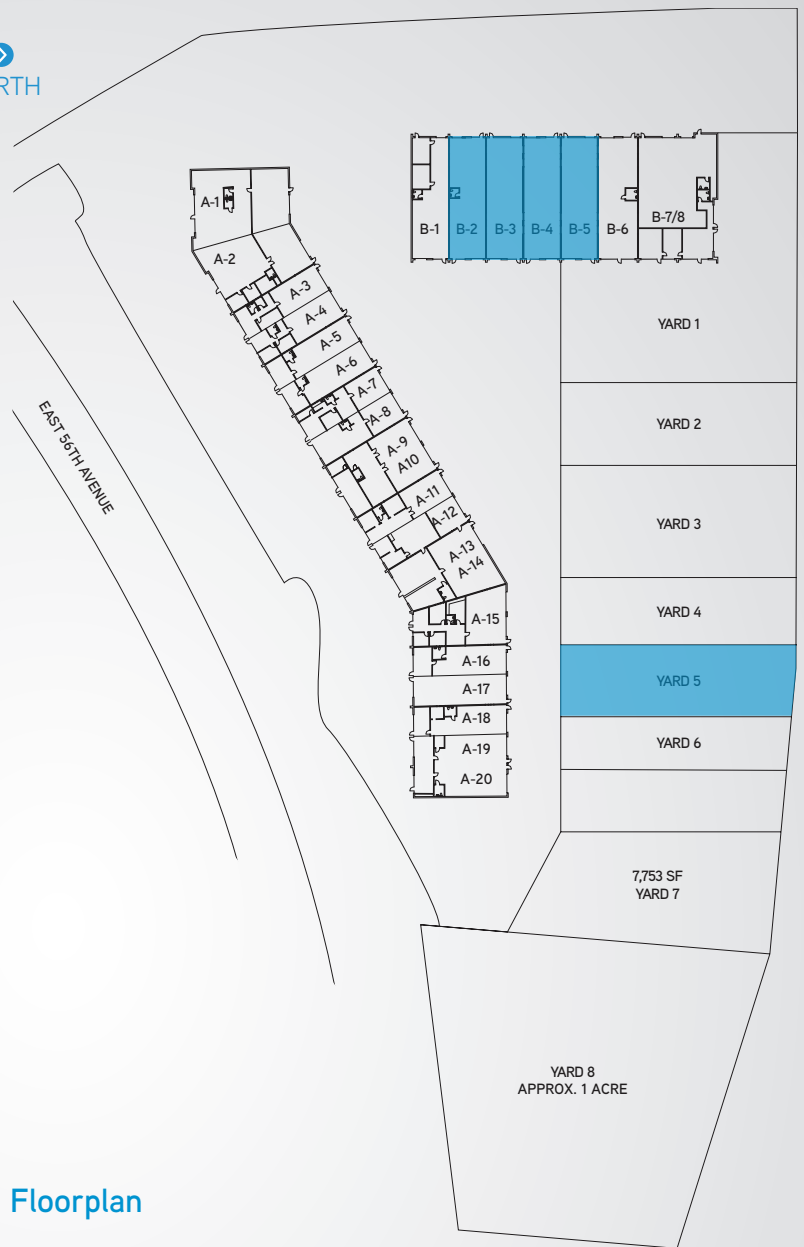 RTH
A-1
A-2
A-3
A-4
A-5
A-6
A-7
A-8
A-9
A10
A-11
A-12
A-13
A-14
A-15
A-16
A-17
A-18
A-19
A-20
B-1
B-2
B-3
B-4
B-5
B-6
B-7/8
YARD 1
YARD 2
YARD 3
YARD 4
YARD 5
YARD 6
7,753 SF
YARD 7
YARD 8
APPROX. 1 ACRE
EAST 56TH AVENUE
Floorplan